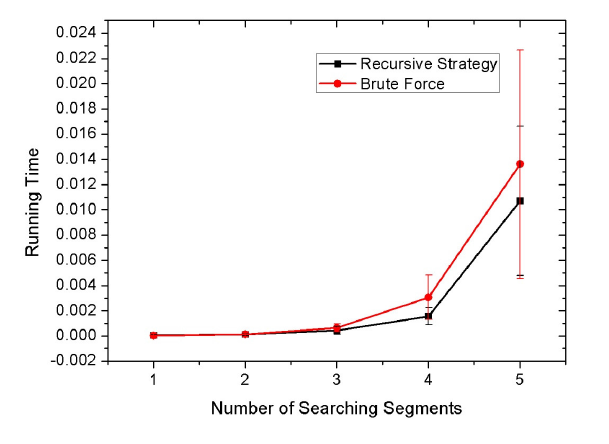 0.024
0.022
0.020
0.018
0.016
0.014
0.012
0.010
0.008
0.006
0.004
0.002
0.000
-0.002
Running Time
Recursive Strategy
Brute Force
1 2 3 4 5
Number of Searching Segments